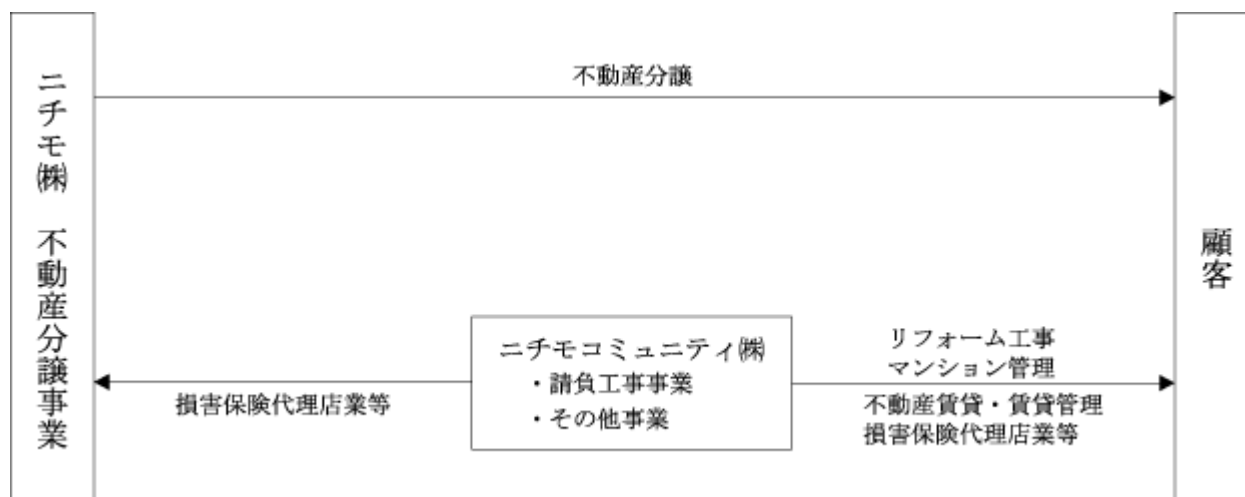 ニチモ㈱ 不動産分譲事業
不動産分譲
顧客
ニチモコミュニティ㈱
・請負工事事業
・その他事業
損害保険代理店業等
リフォーム工事
マンション管理
不動産賃貸・賃貸管理
損害保険代理店業等